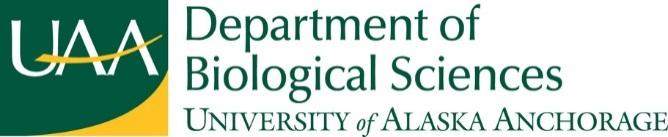 UAA
Department of
Biological Sciences
UNIVERSITY of ALASKA ANCHORAGE